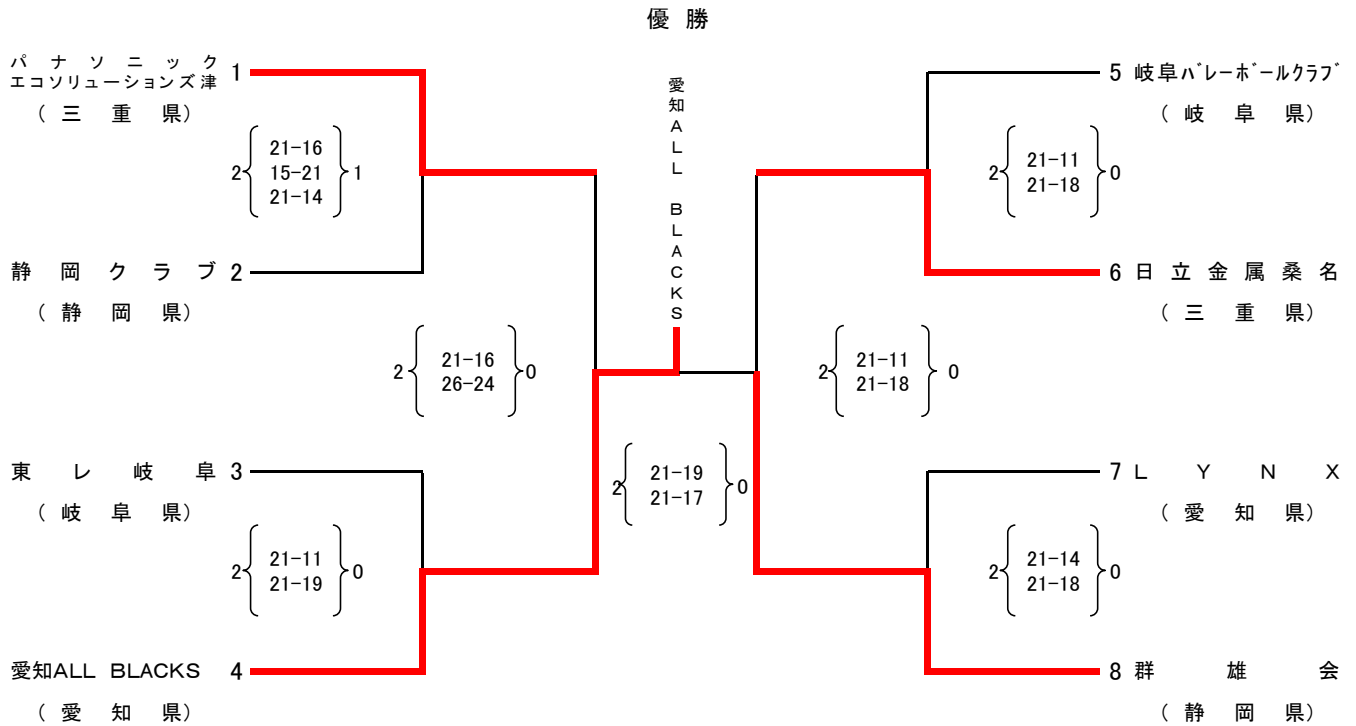 優勝
パナソニック
エコソリューションズ津 1
（三重県）
2 21-16 1
15-21
21-14
静岡クラブ 2
（静岡県）
2 21-16 0
26-24
東レ岐阜 3
（岐阜県）
2 21-11 0
21-19
愛知ALL BLACKS 4
（愛知県）
愛知ALL BLACKS
2 21-19 0
21-17
5 岐阜ﾊﾞﾚｰﾎﾞｰﾙｸﾗﾌﾞ
（岐阜県）
2 21-11 0
21-18
6 日立金属桑名
（三重県）
2 21-11 0
21-18
7 LYNX
（愛知県）
2 21-14 0
21-18
8 群雄会
（静岡県）